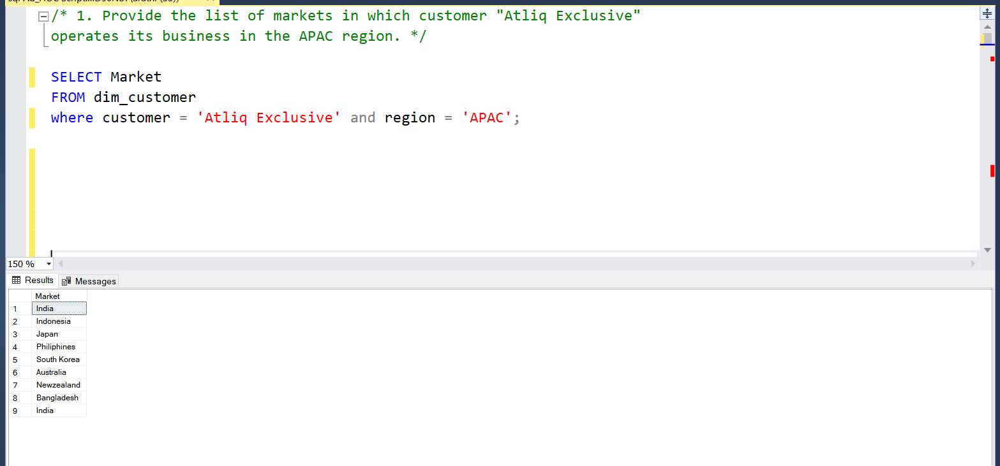 /* 1. Provide the list of markets in which customer "Atliq Exclusive"
operates its business in the APAC region. */
SELECT Market
FROM dim_customer
where customer = 'Atliq Exclusive' and region = 'APAC';
150 %
Results Messages
Market
1 India
2 Indonesia
3 Japan
4 Philiphines
5 South Korea
6 Australia
7 Newzealand
8 Bangladesh
9 India